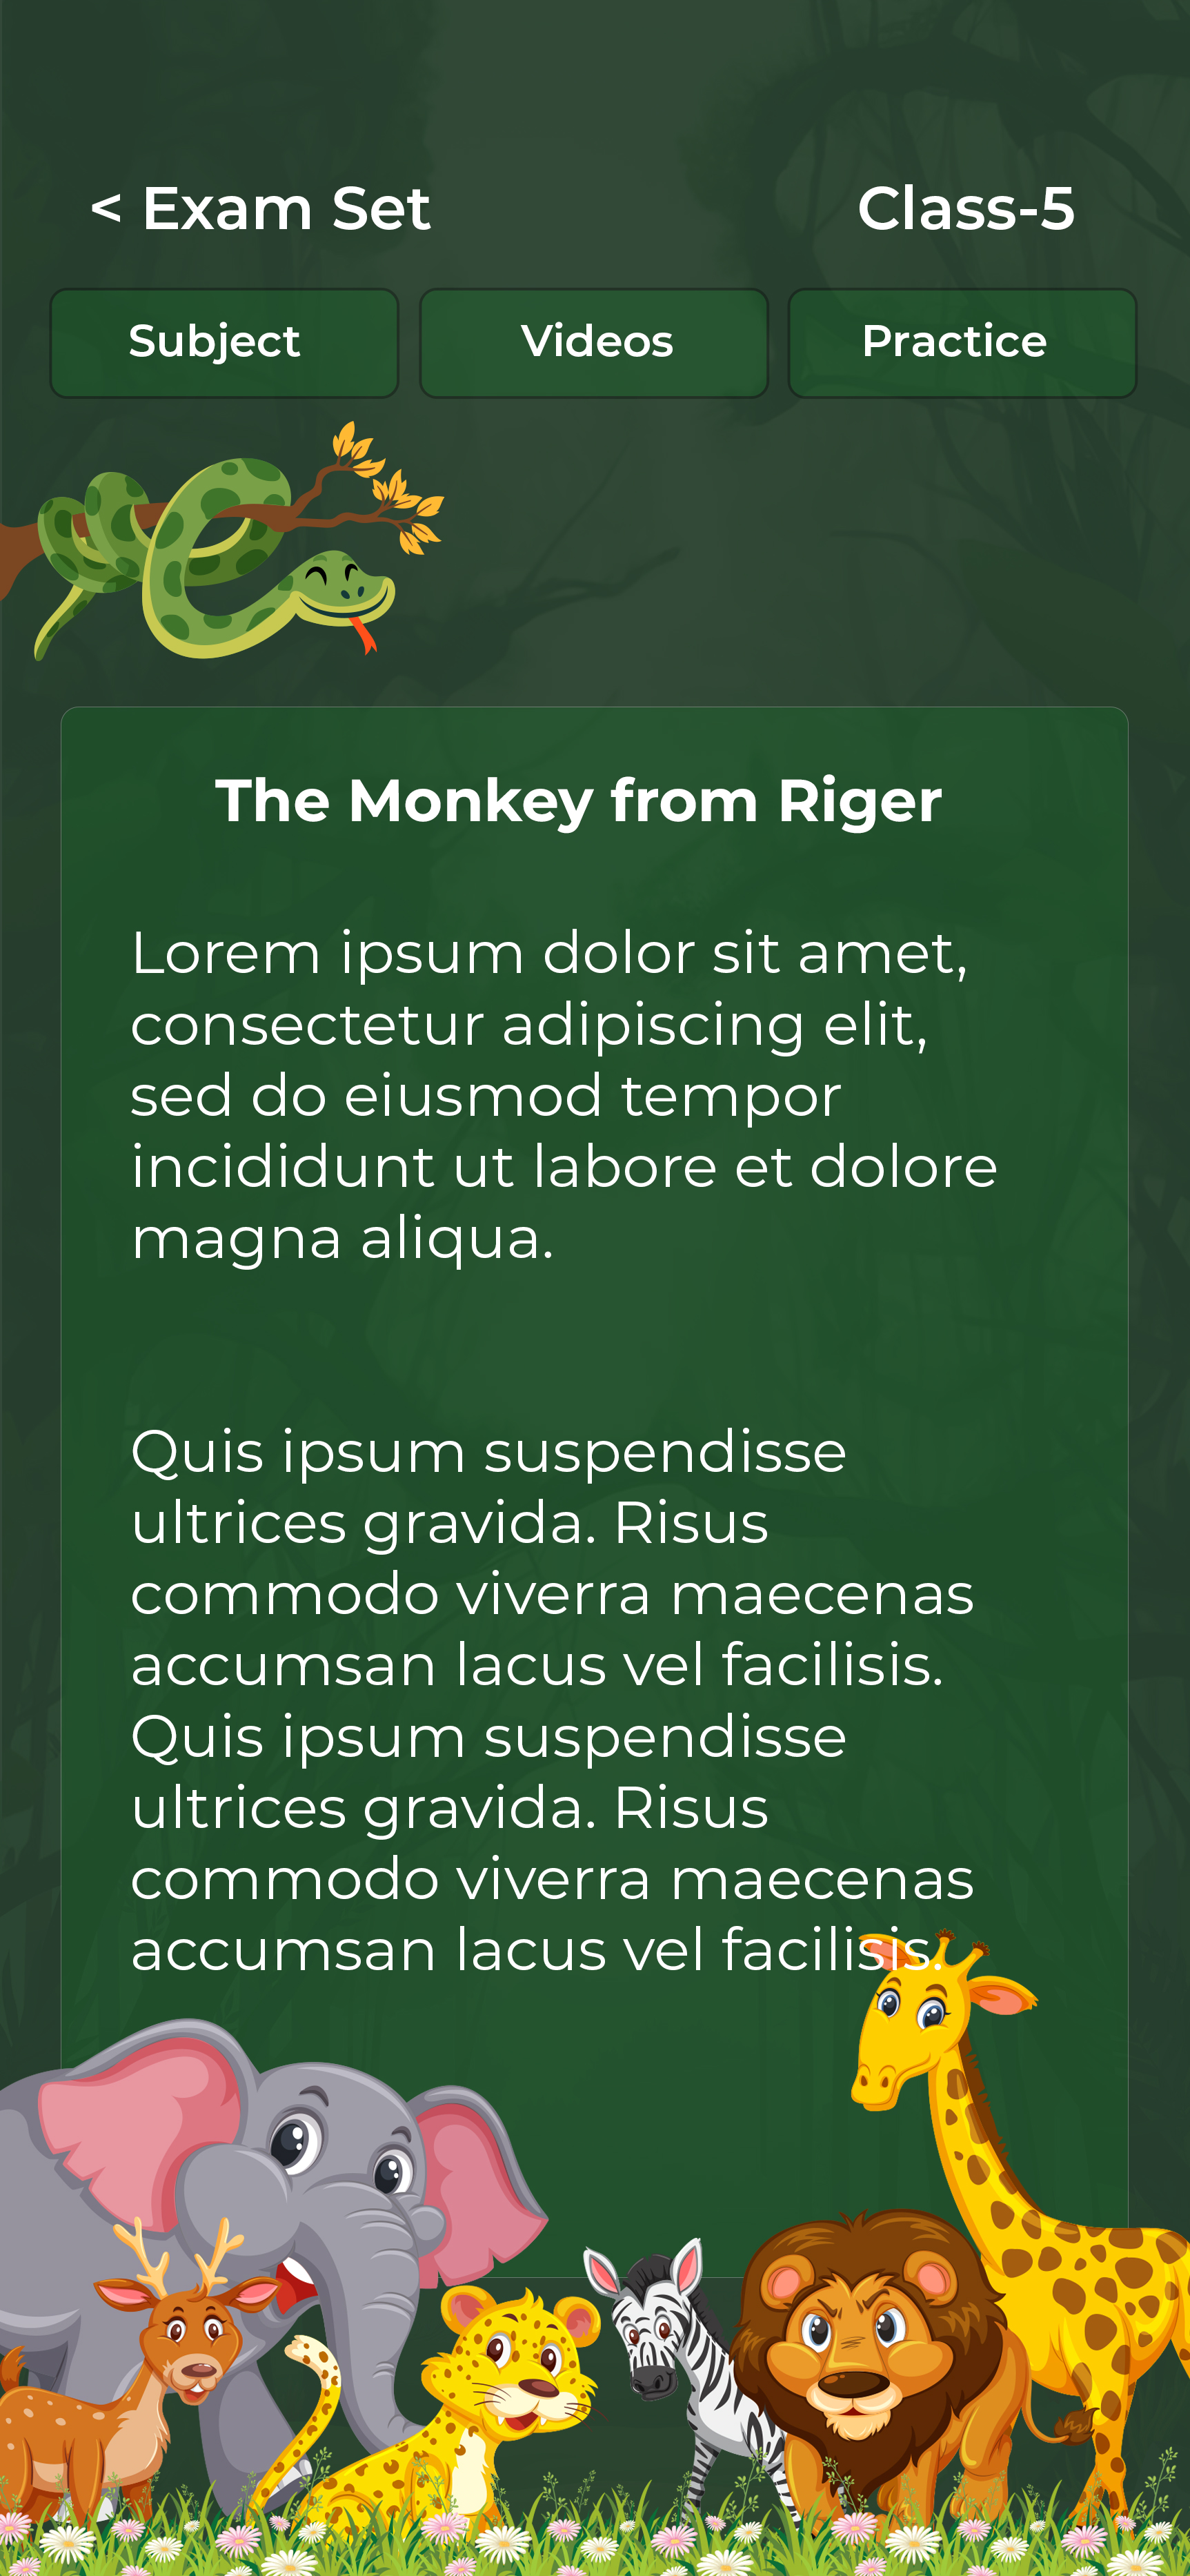 < Exam Set
Class-5
Subject
Videos
Practice
The Monkey from Riger
Lorem ipsum dolor sit amet,
consectetur adipiscing elit,
sed do eiusmod tempor
incididunt ut labore et dolore
magna aliqua.
Quis ipsum suspendisse
ultrices gravida. Risus
commodo viverra maecenas
accumsan lacus vel facilisis.
Quis ipsum suspendisse
ultrices gravida. Risus
commodo viverra maecenas
accumsan lacus vel facilisis.